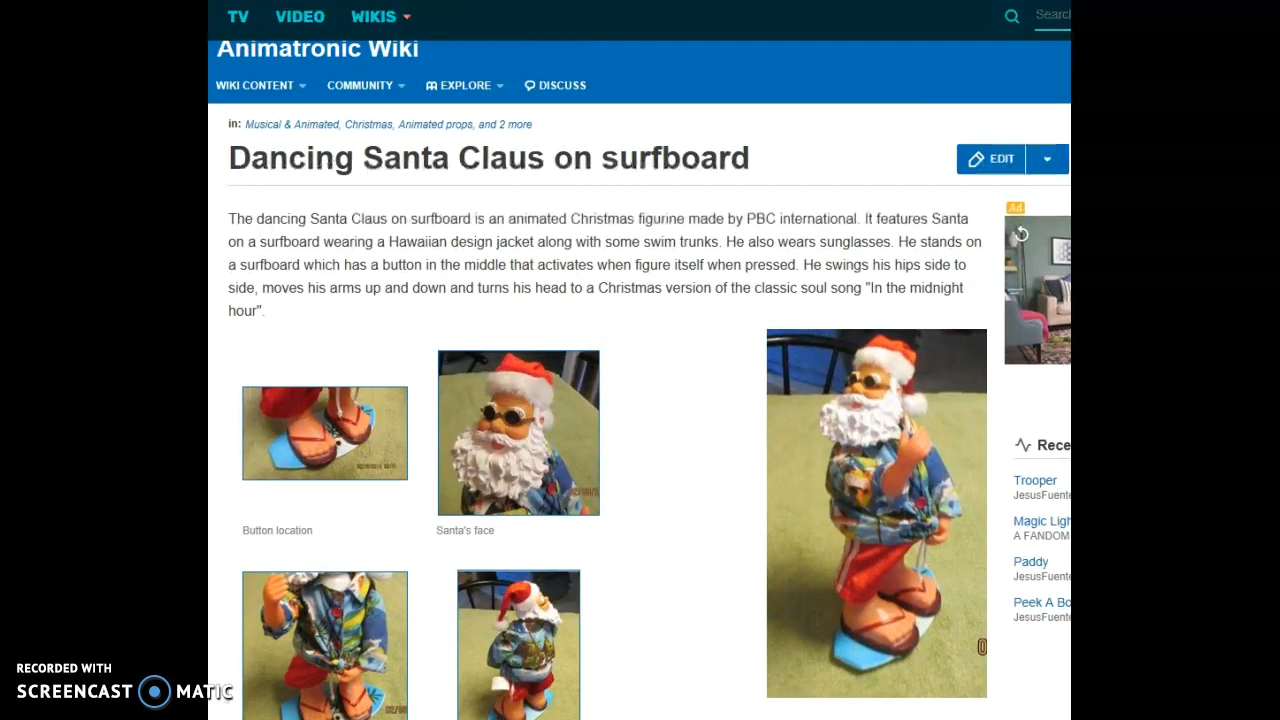 TV VIDEO WIKIS
Animatronic Wiki
WIKI CONTENT COMMUNITY EXPLORE DISCUSS
in: Musical & Animated, Christmas, Animated props, and 2 more
Dancing Santa Claus on surfboard
EDIT
The dancing Santa Claus on surfboard is an animated Christmas figurine made by PBC international. It features Santa
on a surfboard wearing a Hawaiian design jacket along with some swim trunks. He also wears sunglasses. He stands on
a surfboard which has a button in the middle that activates when figure itself when pressed. He swings his hips side to
side, moves his arms up and down and turns his head to a Christmas version of the classic soul song "In the midnight
hour".
Ad
Button location
Santa's face
Trooper
Paddy
A FANDOM
RECORDED WITH
SCREENCAST MATIC